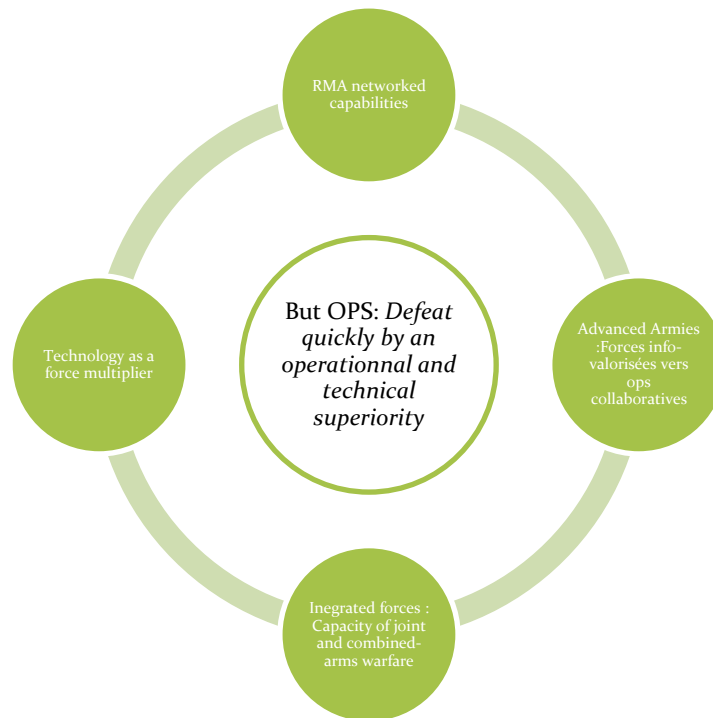 RMA networked
capabilities
But OPS: Defeat
quickly by an
operationnal and
technical
superiority
Advanced Armies
:Forces info-
valorisées vers
ops
collaboratives
Technology as a
force multiplier
Inegrated forces :
Capacity of joint
and combined-
arms warfare